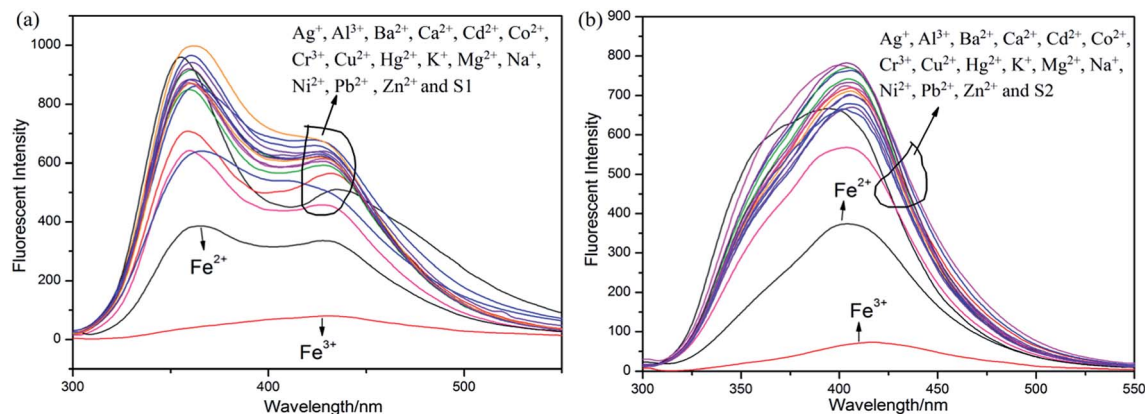 (a)
Ag⁺, Al³⁺, Ba²⁺, Ca²⁺, Cd²⁺, Co²⁺,
Cr³⁺, Cu²⁺, Hg²⁺, K⁺, Mg²⁺, Na⁺,
Ni²⁺, Pb²⁺ , Zn²⁺ and S1
1000
800
600
400
200
0
Fluorescent Intensity
Fe²⁺
Fe³⁺
300
400
500
Wavelength/nm
(b)
Ag⁺, Al³⁺, Ba²⁺, Ca²⁺, Cd²⁺, Co²⁺,
Cr³⁺, Cu²⁺, Hg²⁺, K⁺, Mg²⁺, Na⁺,
Ni²⁺, Pb²⁺, Zn²⁺ and S2
900
800
700
600
500
400
300
200
100
0
Fluorescent Intensity
Fe²⁺
Fe³⁺
300
350
400
450
500
550
Wavelength/nm